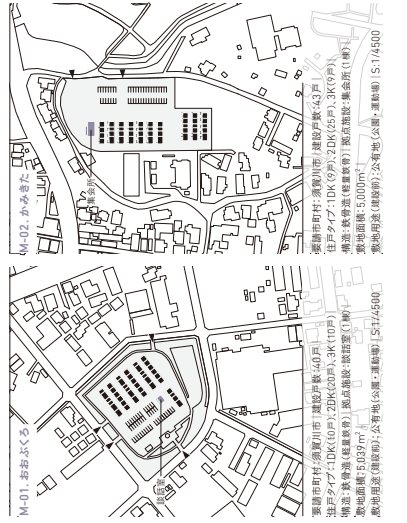 M-02. かみきた
集会所
要請市町村：須賀川市｜建設戸数：43戸｜
住戸タイプ：1DK（9戸）、2DK（25戸）、3K（9戸）｜
構造：鉄骨造（軽量鉄骨）｜拠点施設：集会所（1棟）｜
敷地面積：5,000m²｜
敷地用途（建設前）：公有地（公園・運動場）｜S:1/4500
M-01. おおぶくろ
談話室
要請市町村：須賀川市｜建設戸数：40戸｜
住戸タイプ：1DK（10戸）、2DK（20戸）、3K（10戸）｜
構造：鉄骨造（軽量鉄骨）｜拠点施設：談話室（1棟）｜
敷地面積：5,039m²｜
敷地用途（建設前）：公有地（公園・運動場）｜S:1/4500